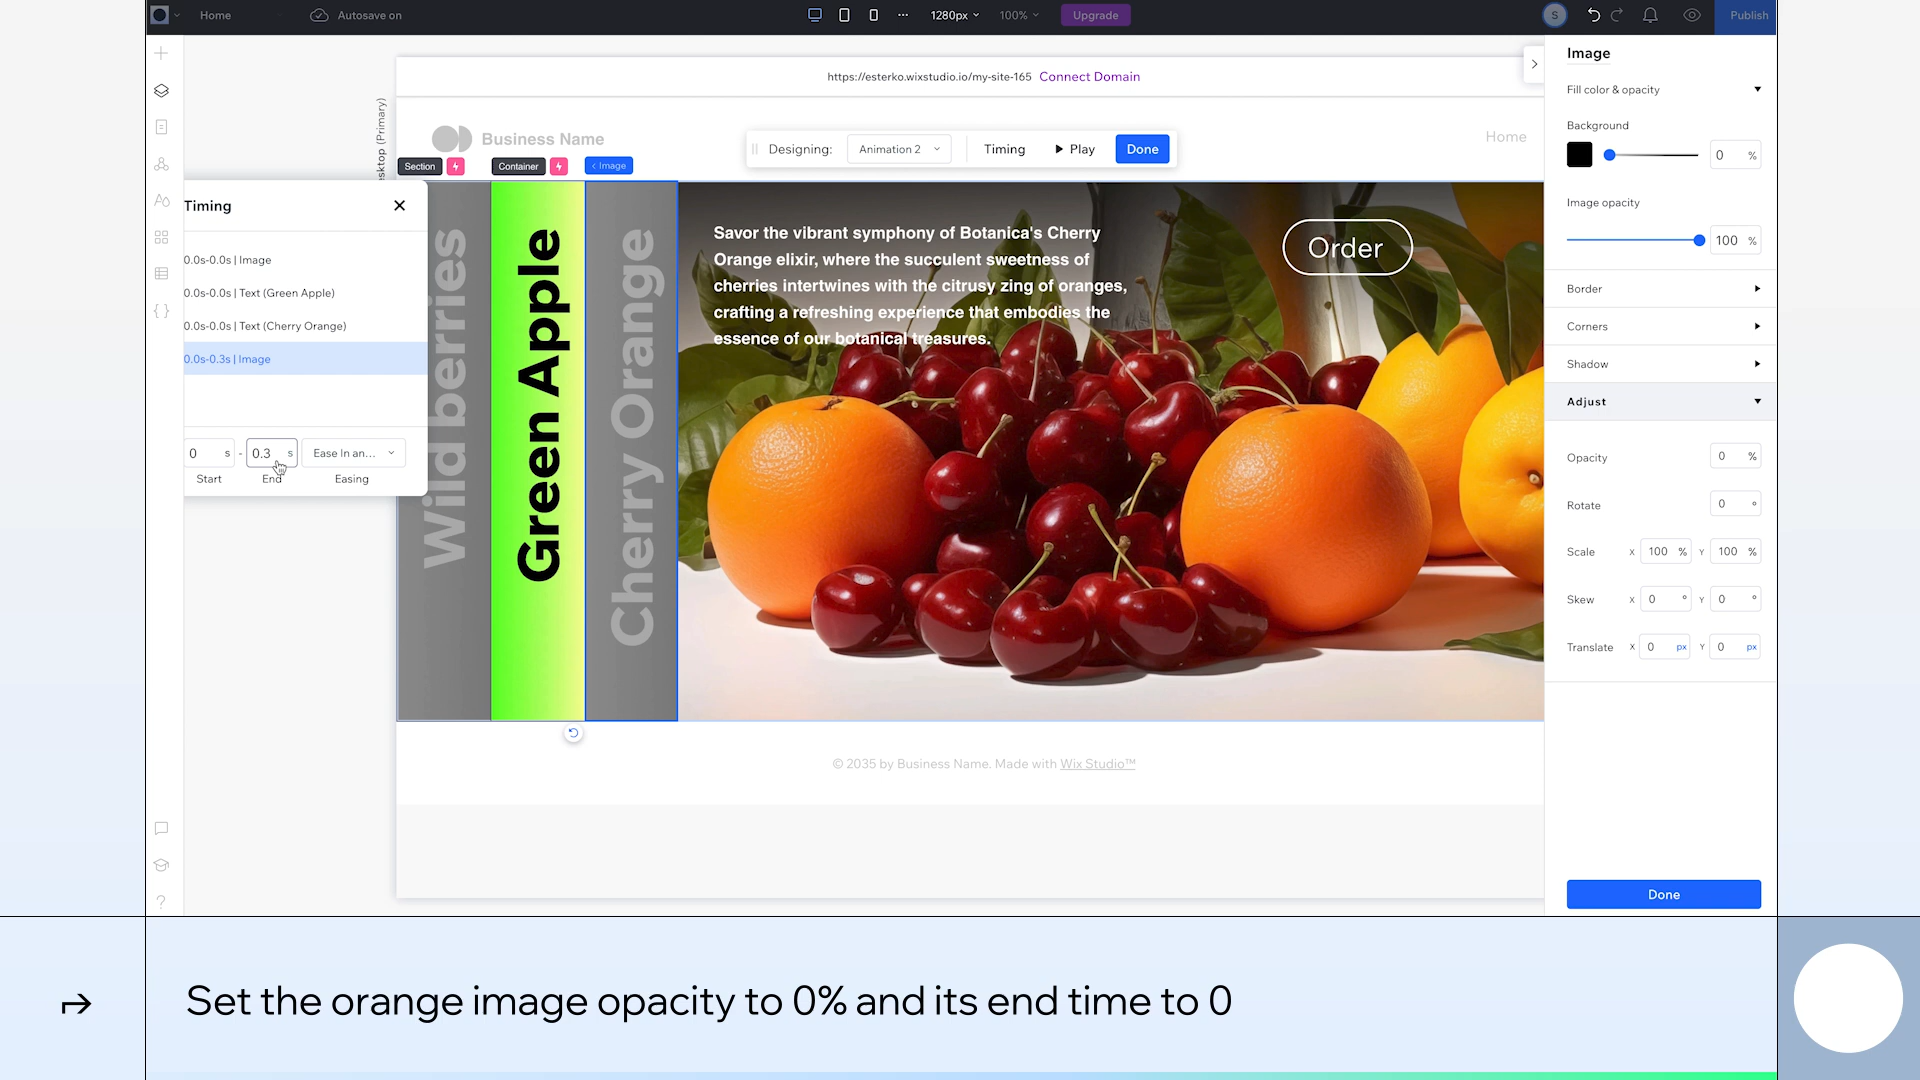 Home
Autosave on
1280px
100%
Upgrade
S
Publish
https://esterko.wixstudio.io/my-site-165 Connect Domain
Desktop (Primary)
Business Name
Home
Designing:
Animation 2
Timing
Play
Done
Section
Container
< Image
Timing
0.0s-0.0s | Image
0.0s-0.0s | Text (Green Apple)
0.0s-0.0s | Text (Cherry Orange)
0.0s-0.3s | Image
0 s - 0.3 s Ease In an...
Start End Easing
Wild berries
Green Apple
Cherry Orange
Savor the vibrant symphony of Botanica's Cherry
Orange elixir, where the succulent sweetness of
cherries intertwines with the citrusy zing of oranges,
crafting a refreshing experience that embodies the
essence of our botanical treasures.
Order
© 2035 by Business Name. Made with Wix Studio™
Image
Fill color & opacity
Background
0 %
Image opacity
100 %
Border
Corners
Shadow
Adjust
Opacity 0 %
Rotate 0 °
Scale X 100 % Y 100 %
Skew X 0 ° Y 0 °
Translate X 0 px Y 0 px
Done
Set the orange image opacity to 0% and its end time to 0